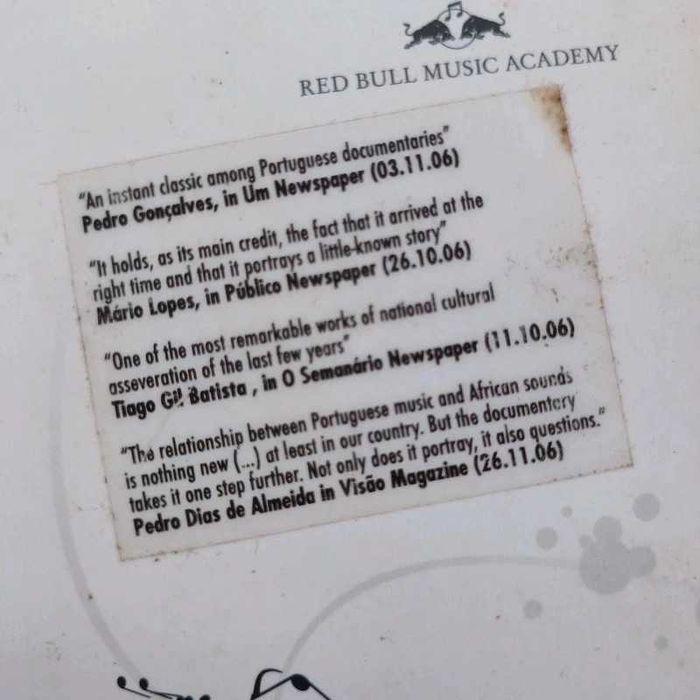 RED BULL MUSIC ACADEMY
"An instant classic among Portuguese documentaries"
Pedro Gonçalves, in Um Newspaper (03.11.06)
"It holds, as its main credit, the fact that it arrived at the
right time and that it portrays a little-known story"
Mário Lopes, in Público Newspaper (26.10.06)
"One of the most remarkable works of national cultural
asseveration of the last few years"
Tiago Gil Batista , in O Semanário Newspaper (11.10.06)
"The relationship between Portuguese music and African sounds
is nothing new (...) at least in our country. But the documentary
takes it one step further. Not only does it portray, it also questions."
Pedro Dias de Almeida in Visão Magazine (26.11.06)